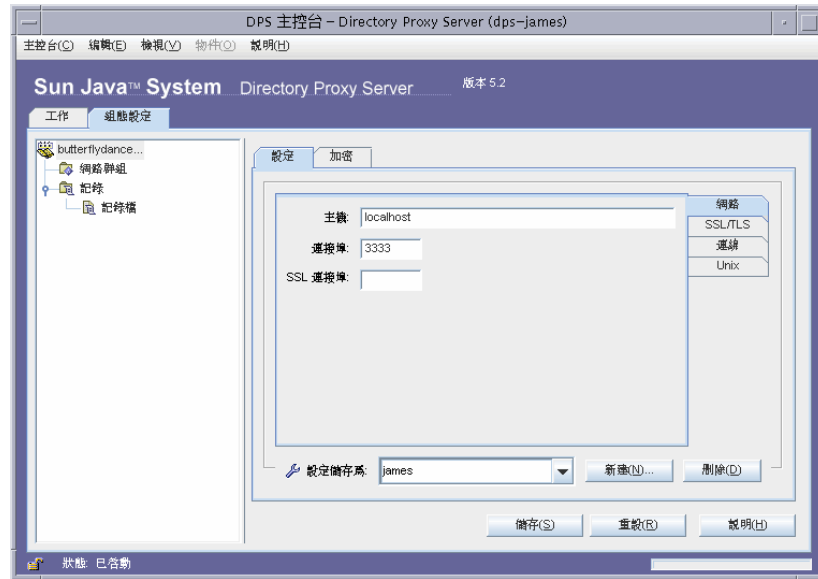 DPS 主控台 – Directory Proxy Server (dps-james)
主控台(C) 編輯(E) 檢視(V) 物件(O) 說明(H)
Sun Java™ System Directory Proxy Server 版本 5.2
工作 組態設定
butterflydance...
網路群組
記錄
記錄檔
設定 加密
網路
SSL/TLS
連線
Unix
主機: localhost
連接埠: 3333
SSL 連接埠:
設定儲存為: james 新建(N)... 刪除(D)
儲存(S) 重設(R) 說明(H)
狀態: 已啟動